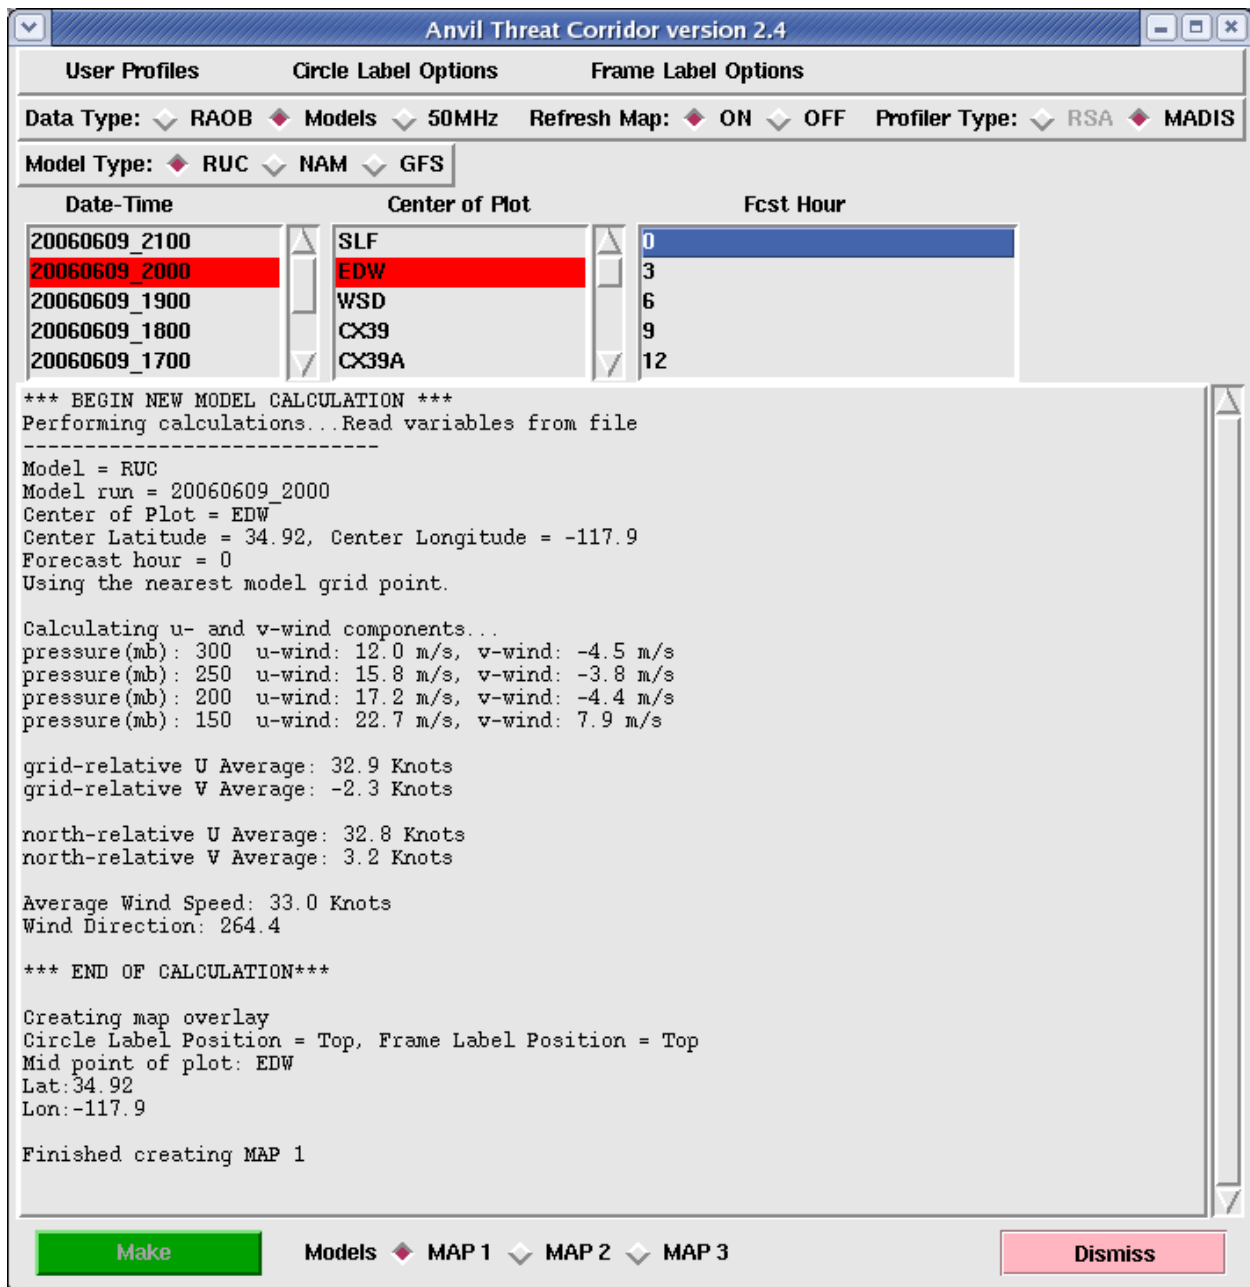 Anvil Threat Corridor version 2.4
User Profiles Circle Label Options Frame Label Options
Data Type: RAOB Models 50MHz Refresh Map: ON OFF Profiler Type: RSA MADIS
Model Type: RUC NAM GFS
Date-Time Center of Plot Fcst Hour
20060609_2100 SLF 0
20060609_2000 EDW 3
20060609_1900 WSD 6
20060609_1800 CX39 9
20060609_1700 CX39A 12
*** BEGIN NEW MODEL CALCULATION ***
Performing calculations...Read variables from file
-----------------------------
Model = RUC
Model run = 20060609_2000
Center of Plot = EDW
Center Latitude = 34.92, Center Longitude = -117.9
Forecast hour = 0
Using the nearest model grid point.
Calculating u- and v-wind components...
pressure(mb): 300 u-wind: 12.0 m/s, v-wind: -4.5 m/s
pressure(mb): 250 u-wind: 15.8 m/s, v-wind: -3.8 m/s
pressure(mb): 200 u-wind: 17.2 m/s, v-wind: -4.4 m/s
pressure(mb): 150 u-wind: 22.7 m/s, v-wind: 7.9 m/s
grid-relative U Average: 32.9 Knots
grid-relative V Average: -2.3 Knots
north-relative U Average: 32.8 Knots
north-relative V Average: 3.2 Knots
Average Wind Speed: 33.0 Knots
Wind Direction: 264.4
*** END OF CALCULATION***
Creating map overlay
Circle Label Position = Top, Frame Label Position = Top
Mid point of plot: EDW
Lat:34.92
Lon:-117.9
Finished creating MAP 1
Make Models MAP 1 MAP 2 MAP 3 Dismiss